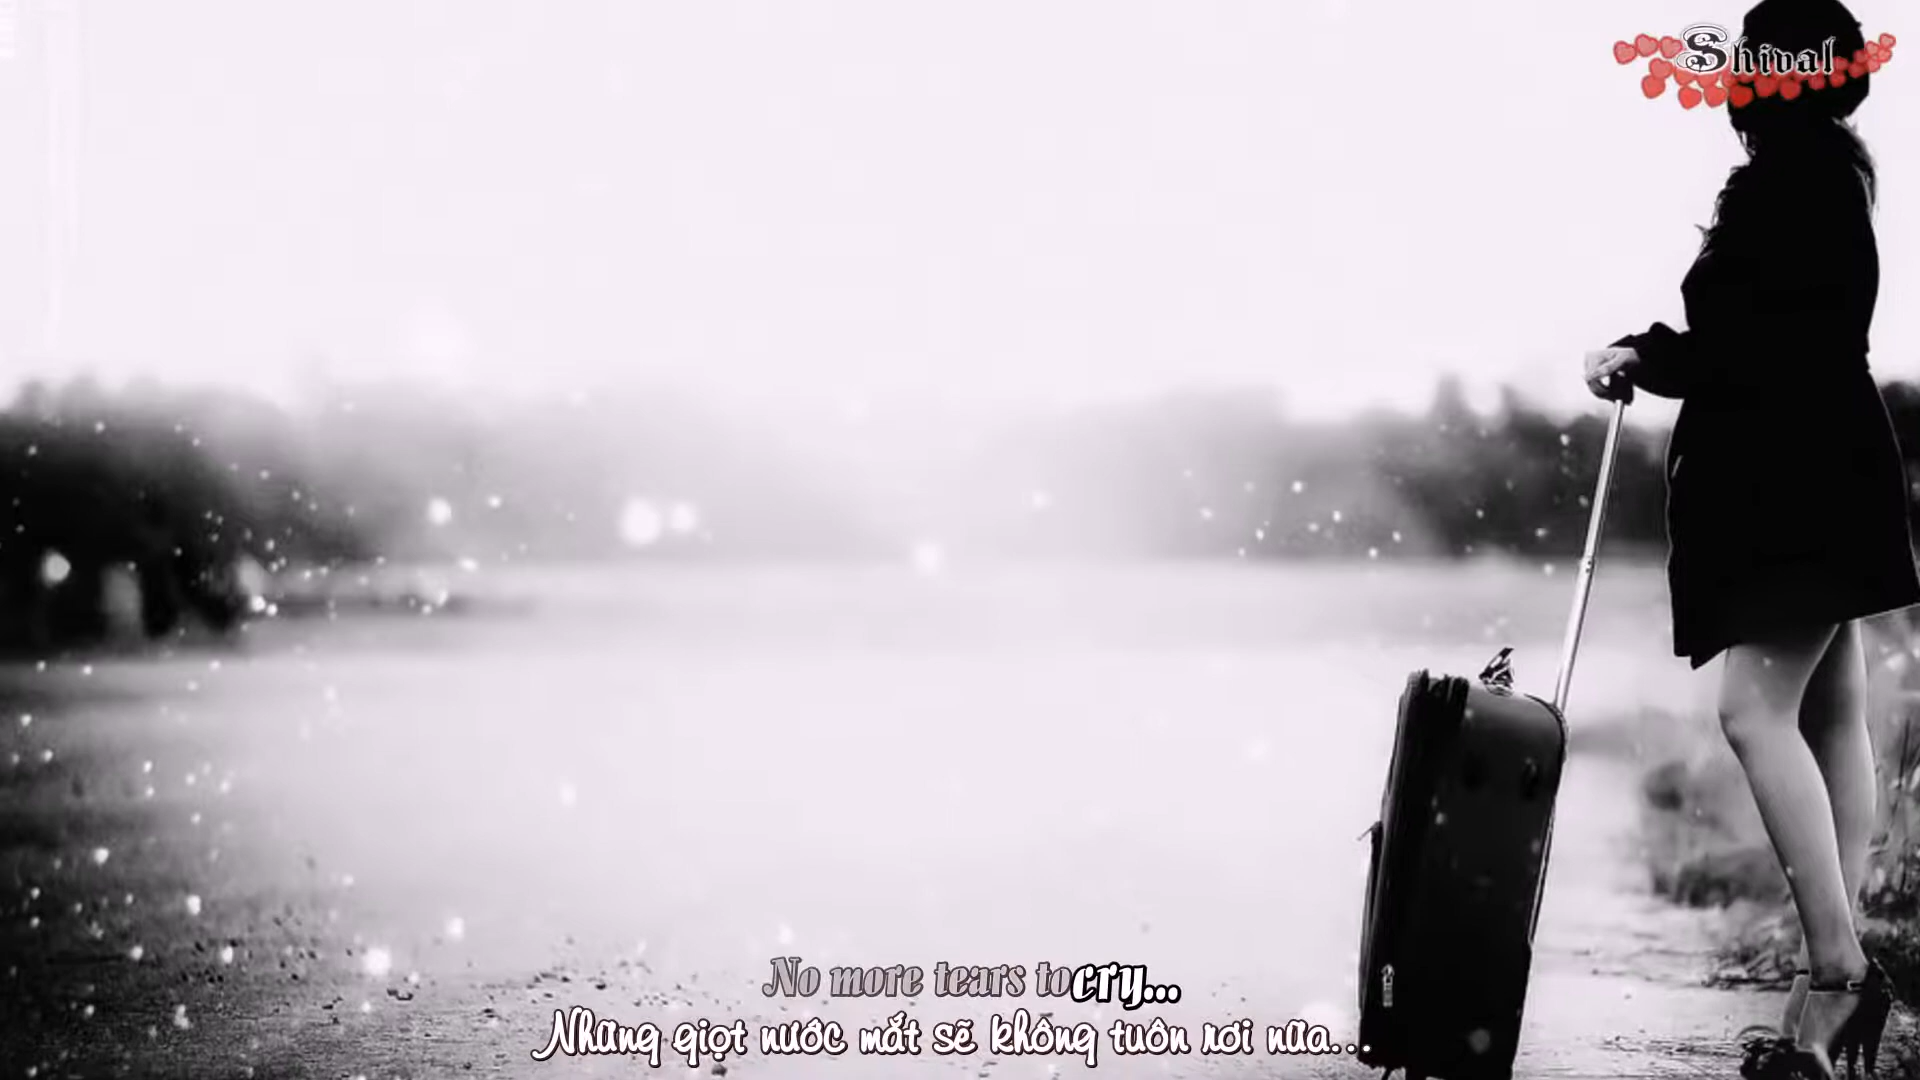 Shival
No more tears to cry...
Những giọt nước mắt sẽ không tuôn rơi nữa...